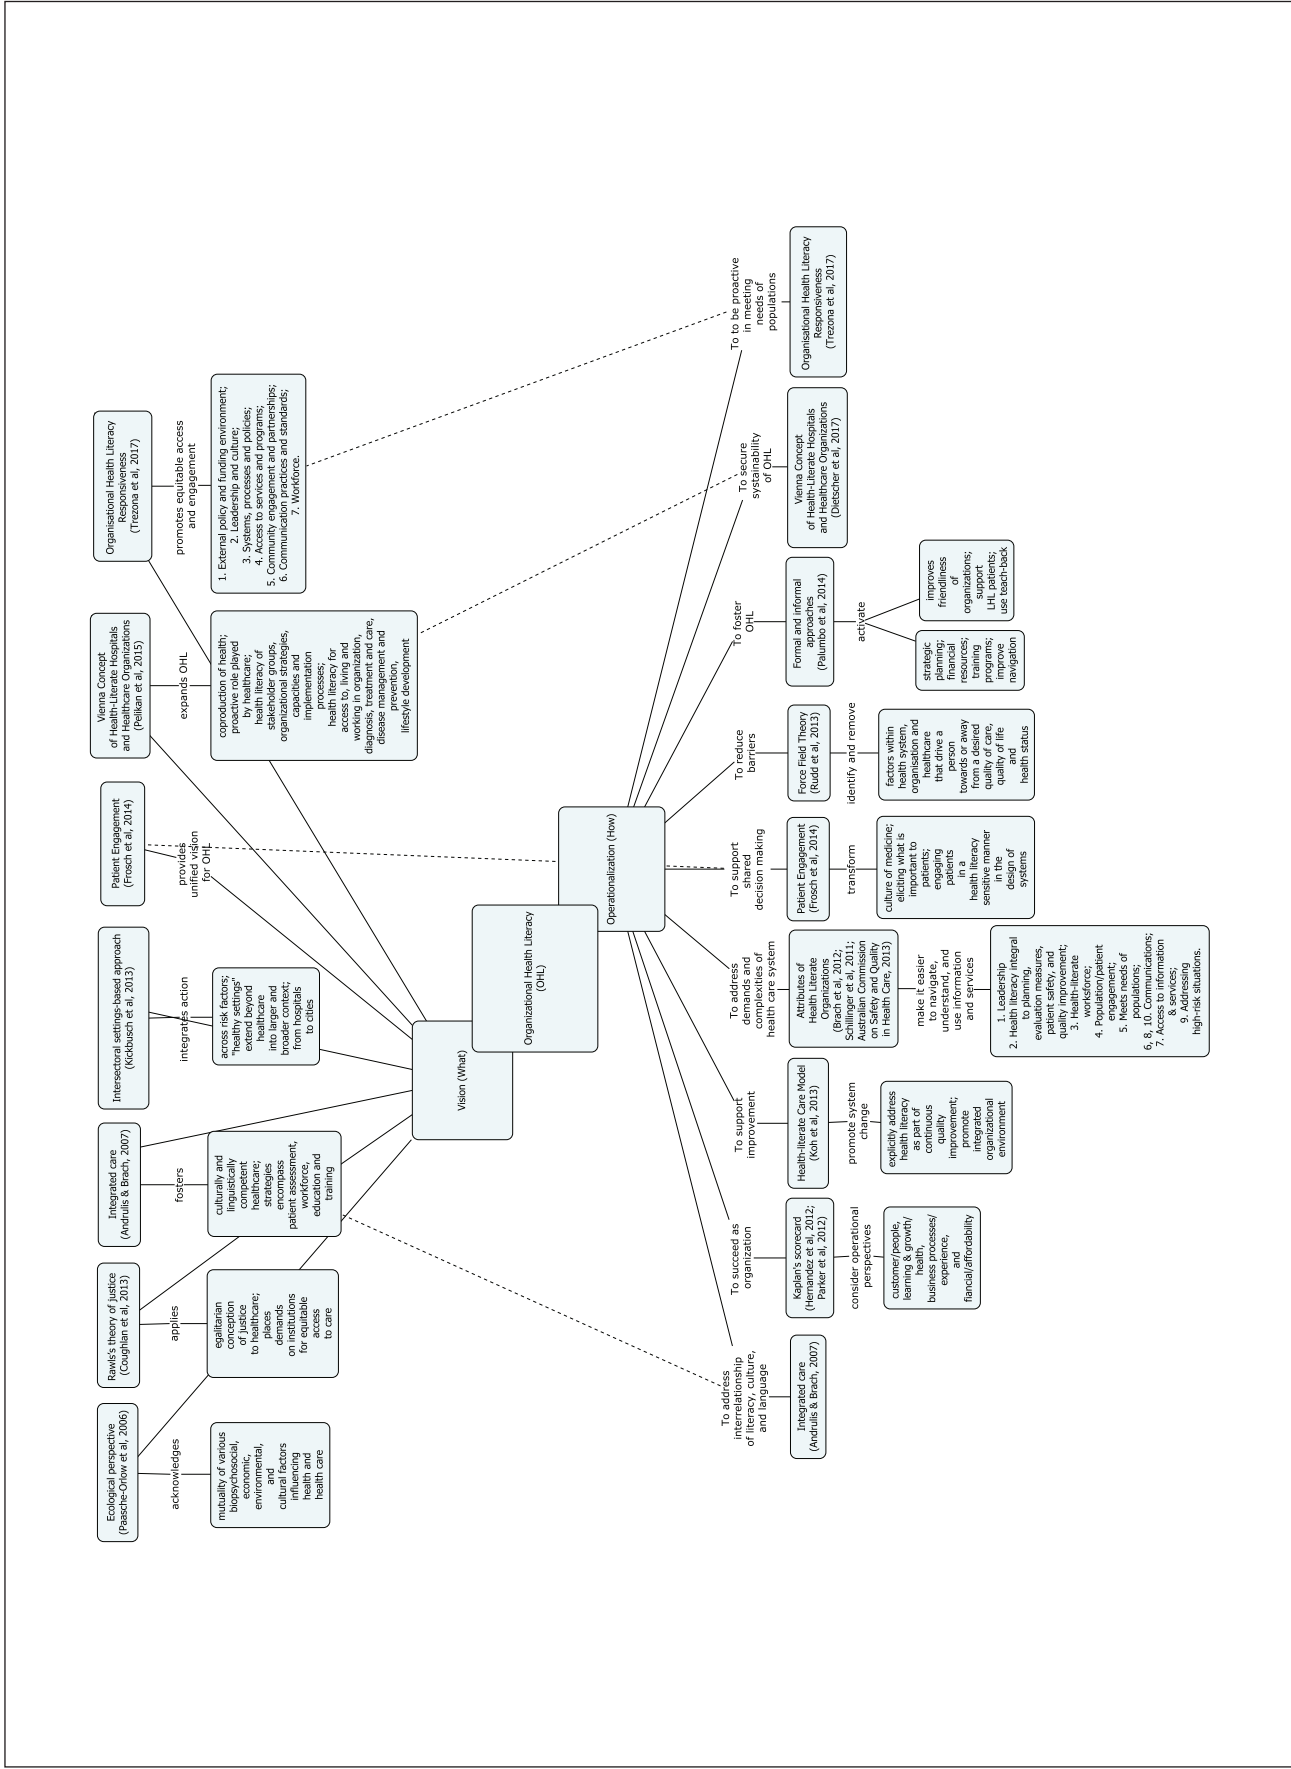 Ecological perspective
(Paasche-Orlow et al, 2006)
acknowledges
mutuality of various
biopsychosocial,
economic,
environmental,
and
cultural factors
influencing
health and
health care
Rawls's theory of justice
(Coughlan et al, 2013)
applies
egalitarian
conception
of justice
to healthcare;
places
demands
on institutions
for equitable
access
to care
Integrated care
(Andrulis & Brach, 2007)
fosters
culturally and
linguistically
competent
healthcare;
strategies
encompass
patient assessment,
workforce,
education and
training
Intersectoral settings-based approach
(Kickbusch et al, 2013)
integrates action
across risk factors;
"healthy settings"
extend beyond
healthcare
into larger and
broader context;
from hospitals
to cities
Patient Engagement
(Frosch et al, 2014)
provides
unified vision
for OHL
Vienna Concept
of Health-Literate Hospitals
and Healthcare Organizations
(Pelikan et al, 2015)
expands OHL
coproduction of health;
proactive role played
by healthcare;
health literacy of
stakeholder groups,
organizational strategies,
capacities and
implementation
processes;
health literacy for
access to, living and
working in organization,
diagnosis, treatment and care,
disease management and
prevention,
lifestyle development
Organisational Health Literacy
Responsiveness
(Trezona et al, 2017)
promotes equitable access
and engagement
1. External policy and funding environment;
2. Leadership and culture;
3. Systems, processes and policies;
4. Access to services and programs;
5. Community engagement and partnerships;
6. Communication practices and standards;
7. Workforce.
Vision (What)
Organizational Health Literacy
(OHL)
Operationalization (How)
To address
interrelationship
of literacy, culture,
and language
Integrated care
(Andrulis & Brach, 2007)
To succeed as
organization
Kaplan's scorecard
(Hernandez et al, 2012;
Parker et al, 2012)
consider operational
perspectives
customer/people,
learning & growth/
health,
business processes/
experience,
and
fiancial/affordability
To support
improvement
Health-literate Care Model
(Koh et al, 2013)
promote system
change
explicitly address
health literacy
as part of
continuous
quality
improvement;
promote
integrated
organizational
environment
To address
demands and
complexities of
health care system
Attributes of
Health Literate
Organizations
(Brach et al, 2012;
Schillinger et al, 2011;
Australian Commission
on Safety and Quality
in Health Care, 2013)
make it easier
to navigate,
understand, and
use information
and services
1. Leadership
2. Health literacy integral
to planning,
evaluation measures,
patient safety, and
quality improvement;
3. Health-literate
workforce;
4. Population/patient
engagement;
5. Meets needs of
populations;
6, 8, 10. Communications;
7. Access to information
& services;
9. Addressing
high-risk situations.
To support
shared
decision making
Patient Engagement
(Frosch et al, 2014)
transform
culture of medicine;
eliciting what is
important to
patients;
engaging
patients
in a
health literacy
sensitive manner
in the
design of
systems
To reduce
barriers
Force Field Theory
(Rudd et al, 2013)
identify and remove
factors within
health system,
organisation and
healthcare
that drive a
person
towards or away
from a desired
quality of care,
quality of life
and
health status
To foster
OHL
Formal and informal
approaches
(Palumbo et al, 2014)
activate
strategic
planning;
financial
resources;
training
programs;
improve
navigation
improves
friendliness
of
organizations;
support
LHL patients;
use teach-back
To secure
systainability
of OHL
Vienna Concept
of Health-Literate Hospitals
and Healthcare Organizations
(Dietscher et al, 2017)
To to be proactive
in meeting
needs of
populations
Organisational Health Literacy
Responsiveness
(Trezona et al, 2017)